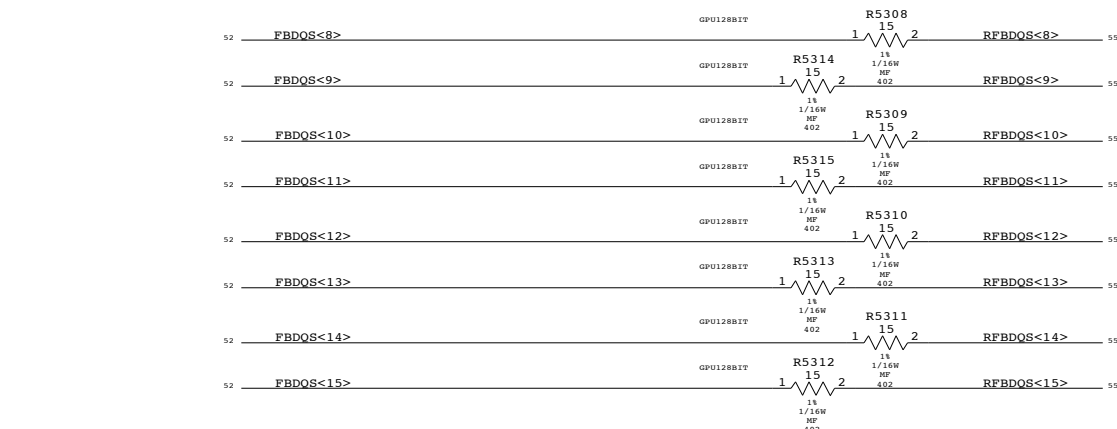 R5308
GPU128BIT 15
52 FBDQS<8> 1 2 RFBDQS<8> 55
1%
1/16W
MF
402
R5314
GPU128BIT 15
52 FBDQS<9> 1 2 RFBDQS<9> 55
1%
1/16W
MF
402
R5309
GPU128BIT 15
52 FBDQS<10> 1 2 RFBDQS<10> 55
1%
1/16W
MF
402
R5315
GPU128BIT 15
52 FBDQS<11> 1 2 RFBDQS<11> 55
1%
1/16W
MF
402
R5310
GPU128BIT 15
52 FBDQS<12> 1 2 RFBDQS<12> 55
1%
1/16W
MF
402
R5313
GPU128BIT 15
52 FBDQS<13> 1 2 RFBDQS<13> 55
1%
1/16W
MF
402
R5311
GPU128BIT 15
52 FBDQS<14> 1 2 RFBDQS<14> 55
1%
1/16W
MF
402
R5312
GPU128BIT 15
52 FBDQS<15> 1 2 RFBDQS<15> 55
1%
1/16W
MF